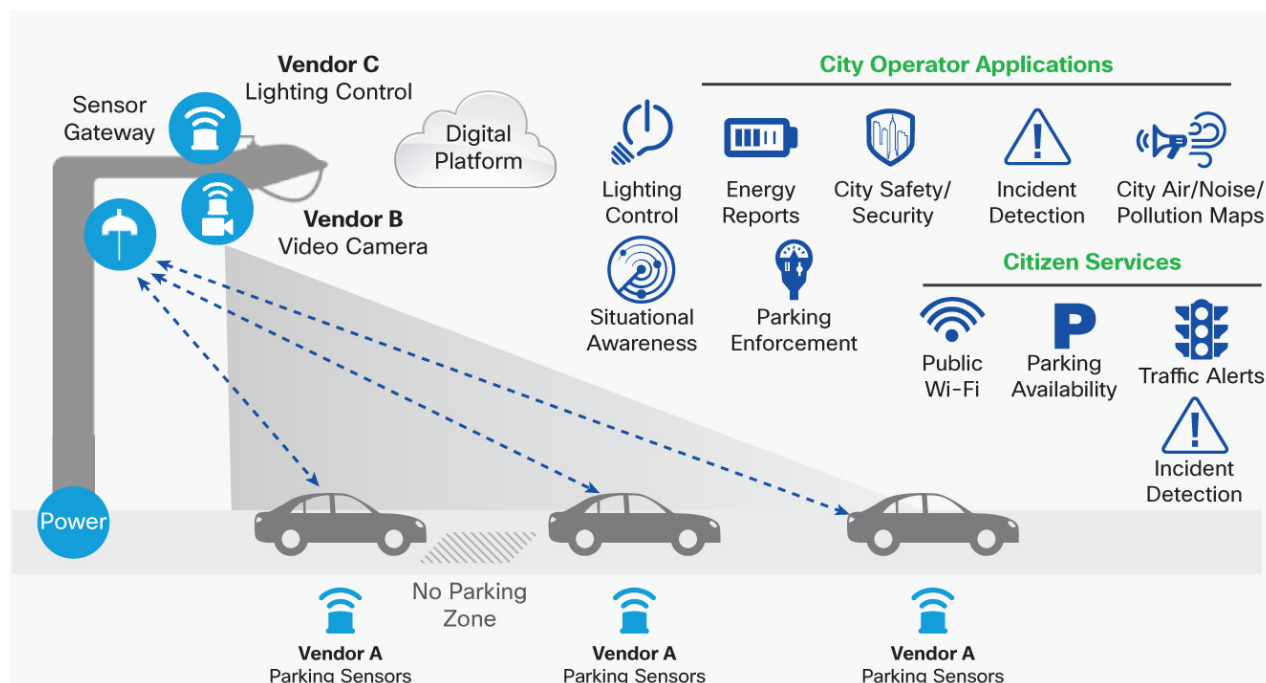 Vendor C
Lighting Control
Sensor
Gateway
Digital
Platform
Vendor B
Video Camera
Power
No Parking
Zone
Vendor A
Parking Sensors
Vendor A
Parking Sensors
Vendor A
Parking Sensors
City Operator Applications
Lighting
Control
Energy
Reports
City Safety/
Security
Incident
Detection
City Air/Noise/
Pollution Maps
Situational
Awareness
Parking
Enforcement
Citizen Services
Public
Wi-Fi
P
Parking
Availability
Traffic Alerts
Incident
Detection